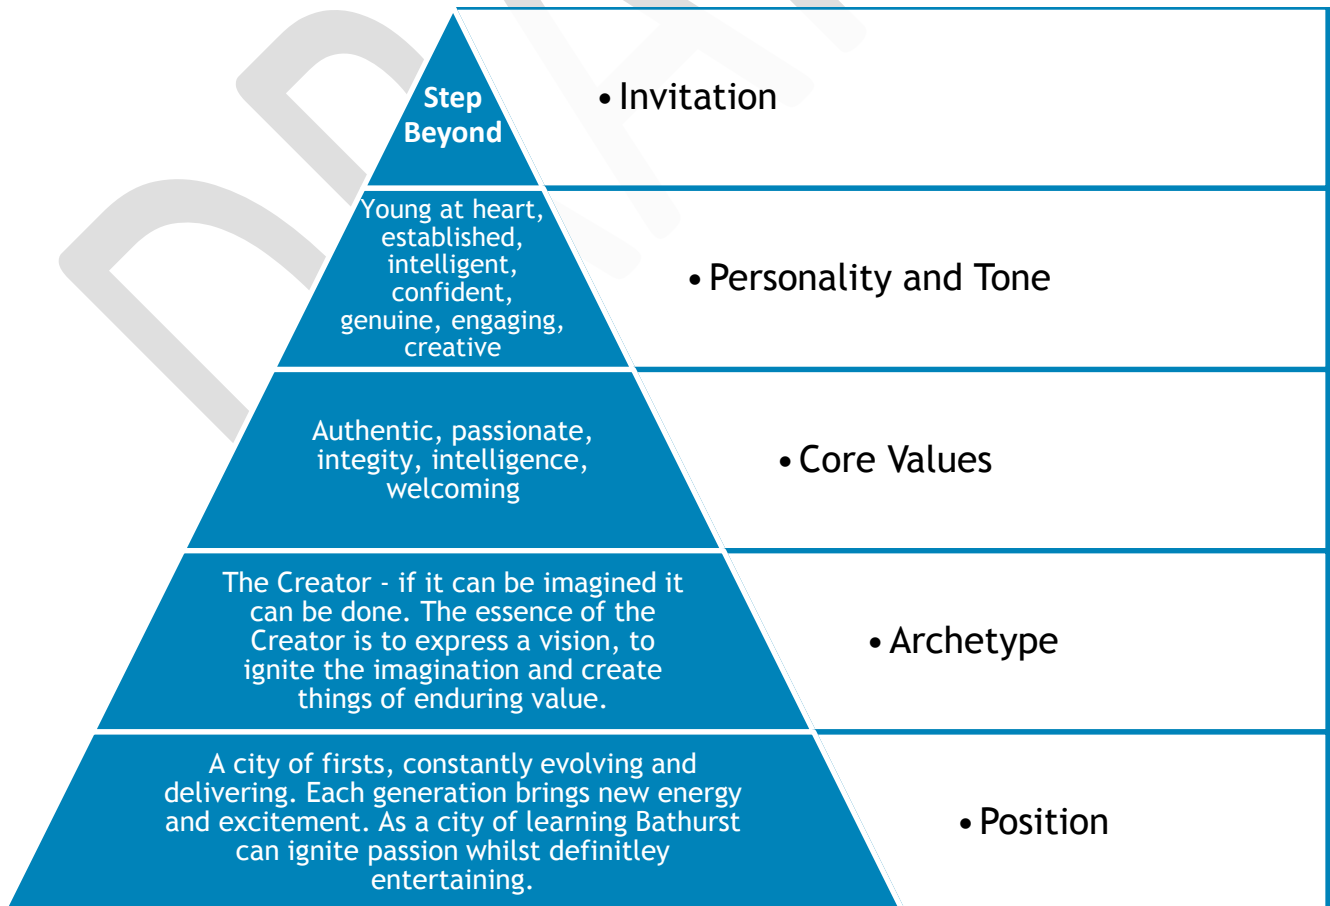 Step
Beyond
• Invitation
Young at heart,
established,
intelligent,
confident,
genuine, engaging,
creative
• Personality and Tone
Authentic, passionate,
integity, intelligence,
welcoming
• Core Values
The Creator - if it can be imagined it
can be done. The essence of the
Creator is to express a vision, to
ignite the imagination and create
things of enduring value.
• Archetype
A city of firsts, constantly evolving and
delivering. Each generation brings new energy
and excitement. As a city of learning Bathurst
can ignite passion whilst definitley
entertaining.
• Position